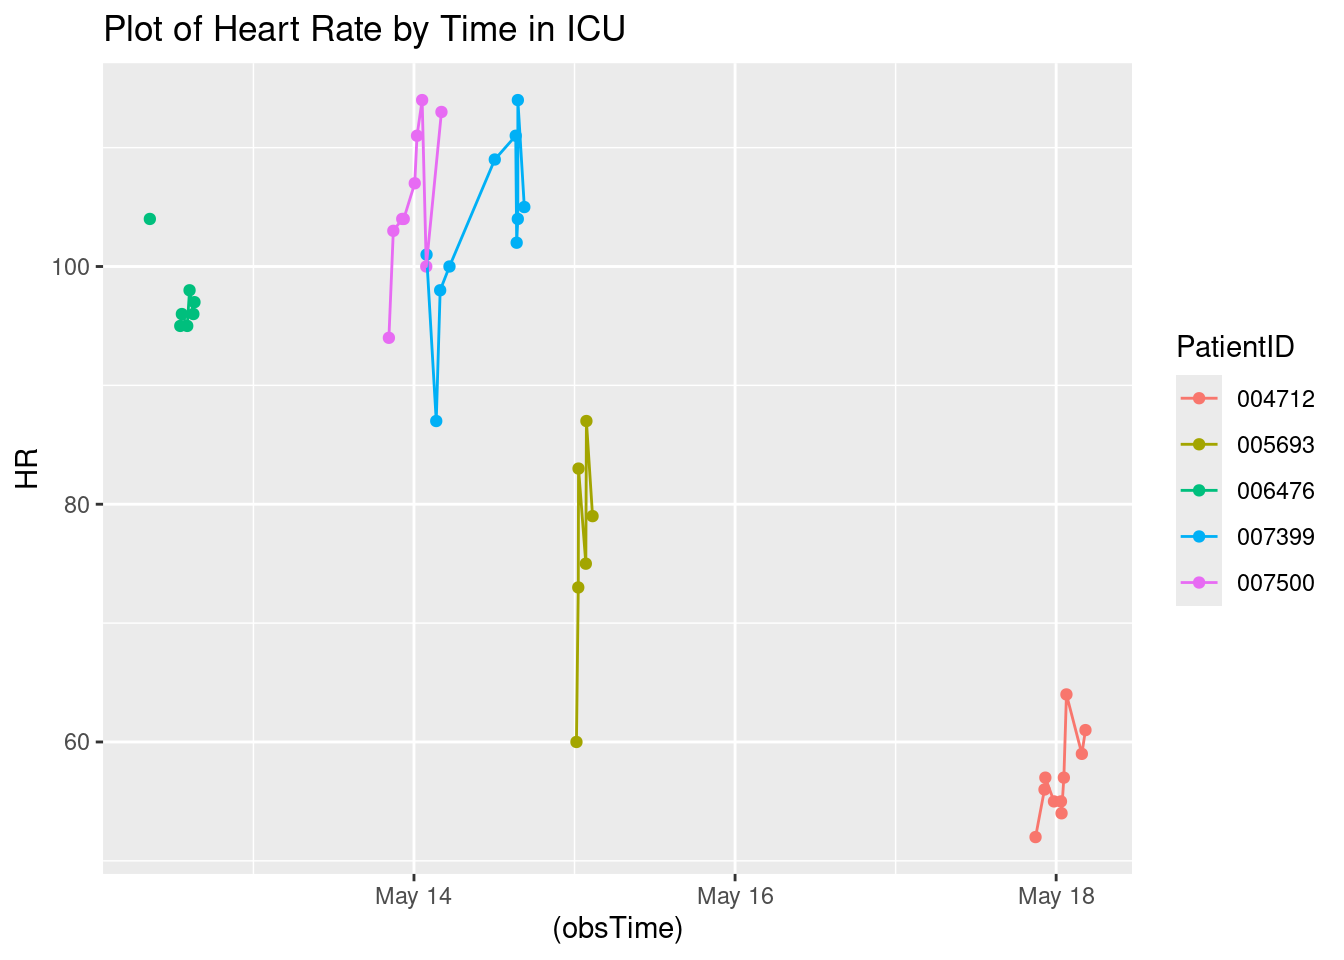 Plot of Heart Rate by Time in ICU
HR
100
80
60
May 14
May 16
May 18
(obsTime)
PatientID
004712
005693
006476
007399
007500